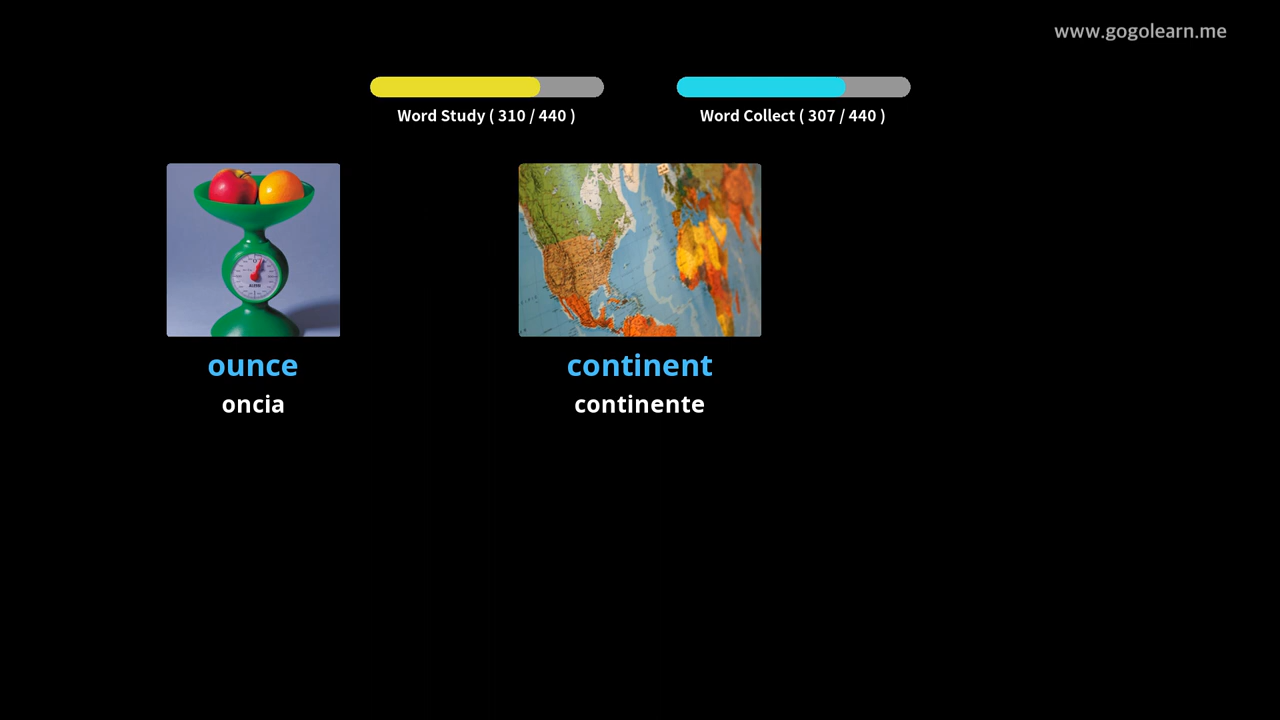 www.gogolearn.me
Word Study ( 310 / 440 )
Word Collect ( 307 / 440 )
ounce
oncia
continent
continente